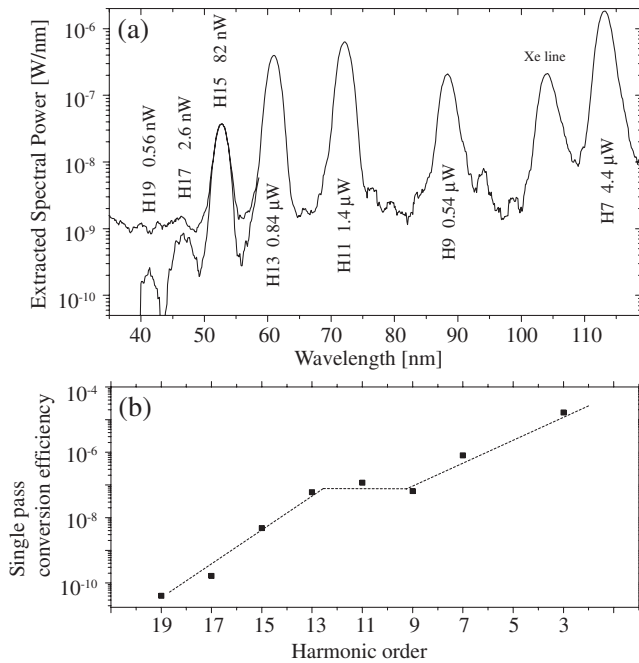 (a)
Extracted Spectral Power [W/nm]
10-6
10-7
10-8
10-9
10-10
H19 0.56 nW
H17 2.6 nW
H15 82 nW
H13 0.84 µW
H11 1.4 µW
H9 0.54 µW
Xe line
H7 4.4 µW
40 50 60 70 80 90 100 110
Wavelength [nm]
(b)
Single pass
conversion efficiency
10-4
10-6
10-8
10-10
19 17 15 13 11 9 7 5 3
Harmonic order